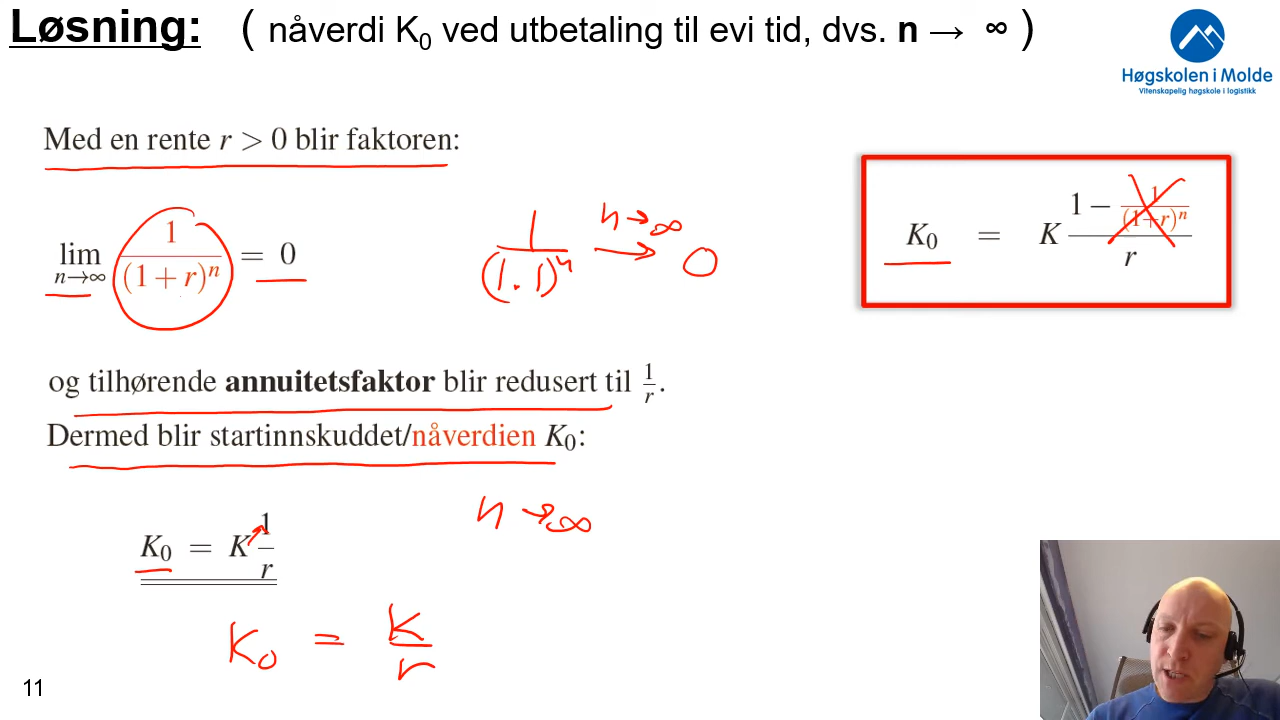 Løsning: ( nåverdi K₀ ved utbetaling til evi tid, dvs. n → ∞ )
Høgskolen i Molde
Vitenskapelig høgskole i logistikk
Med en rente r > 0 blir faktoren:
lim n→∞ 1/(1 + r)ⁿ = 0
1/(1.1)ⁿ n→∞ → 0
K₀ = K (1 − 1/(1+r)ⁿ)/r
og tilhørende annuitetsfaktor blir redusert til 1/r.
Dermed blir startinnskuddet/nåverdien K₀:
n → ∞
K₀ = K 1/r
K₀ = K/r
11